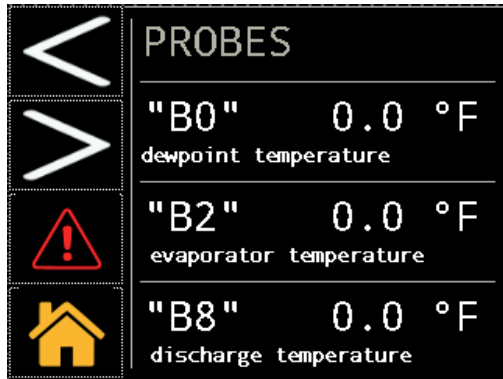 PROBES
"B0" 0.0 °F
dewpoint temperature
"B2" 0.0 °F
evaporator temperature
"B8" 0.0 °F
discharge temperature